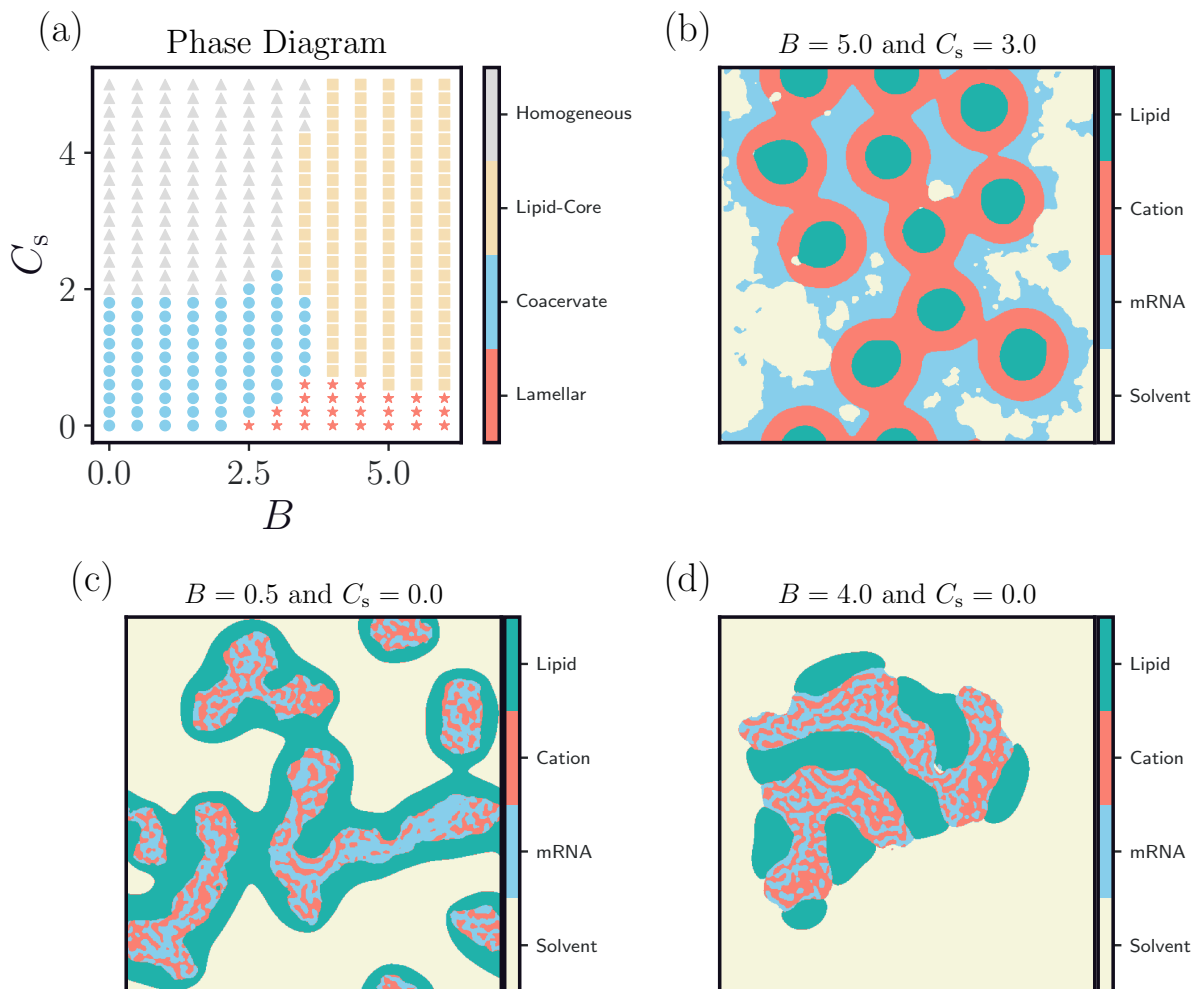 (a)
Phase Diagram
4
2
0
C_s
0.0
2.5
5.0
B
Homogeneous
Lipid-Core
Coacervate
Lamellar
(b)
B = 5.0 and C_s = 3.0
Lipid
Cation
mRNA
Solvent
(c)
B = 0.5 and C_s = 0.0
Lipid
Cation
mRNA
Solvent
(d)
B = 4.0 and C_s = 0.0
Lipid
Cation
mRNA
Solvent